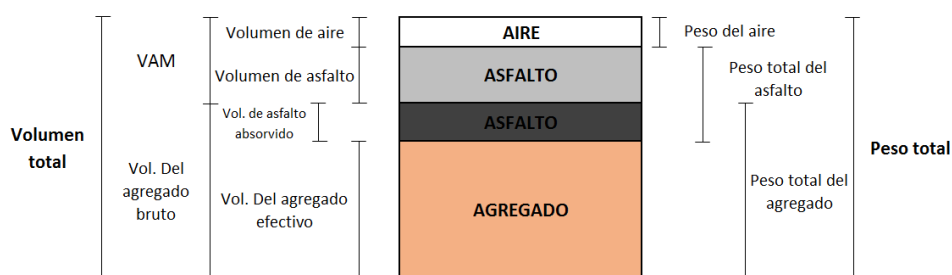 Volumen
total
VAM
Vol. Del
agregado
bruto
Volumen de aire
Volumen de asfalto
Vol. de asfalto
absorvido
Vol. Del agregado
efectivo
AIRE
ASFALTO
ASFALTO
AGREGADO
Peso del aire
Peso total del
asfalto
Peso total del
agregado
Peso total